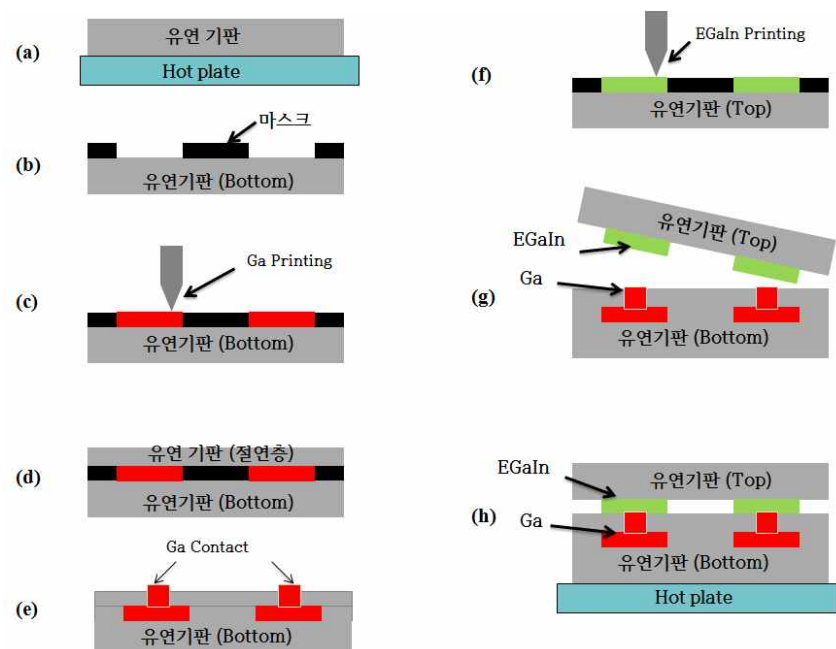 (a)
유연 기판
Hot plate
(b)
마스크
유연기판 (Bottom)
(c)
Ga Printing
유연기판 (Bottom)
(d)
유연 기판 (절연층)
유연기판 (Bottom)
(e)
Ga Contact
유연기판 (Bottom)
(f)
EGaIn Printing
유연기판 (Top)
(g)
유연기판 (Top)
EGaIn
Ga
유연기판 (Bottom)
(h)
EGaIn
유연기판 (Top)
Ga
유연기판 (Bottom)
Hot plate